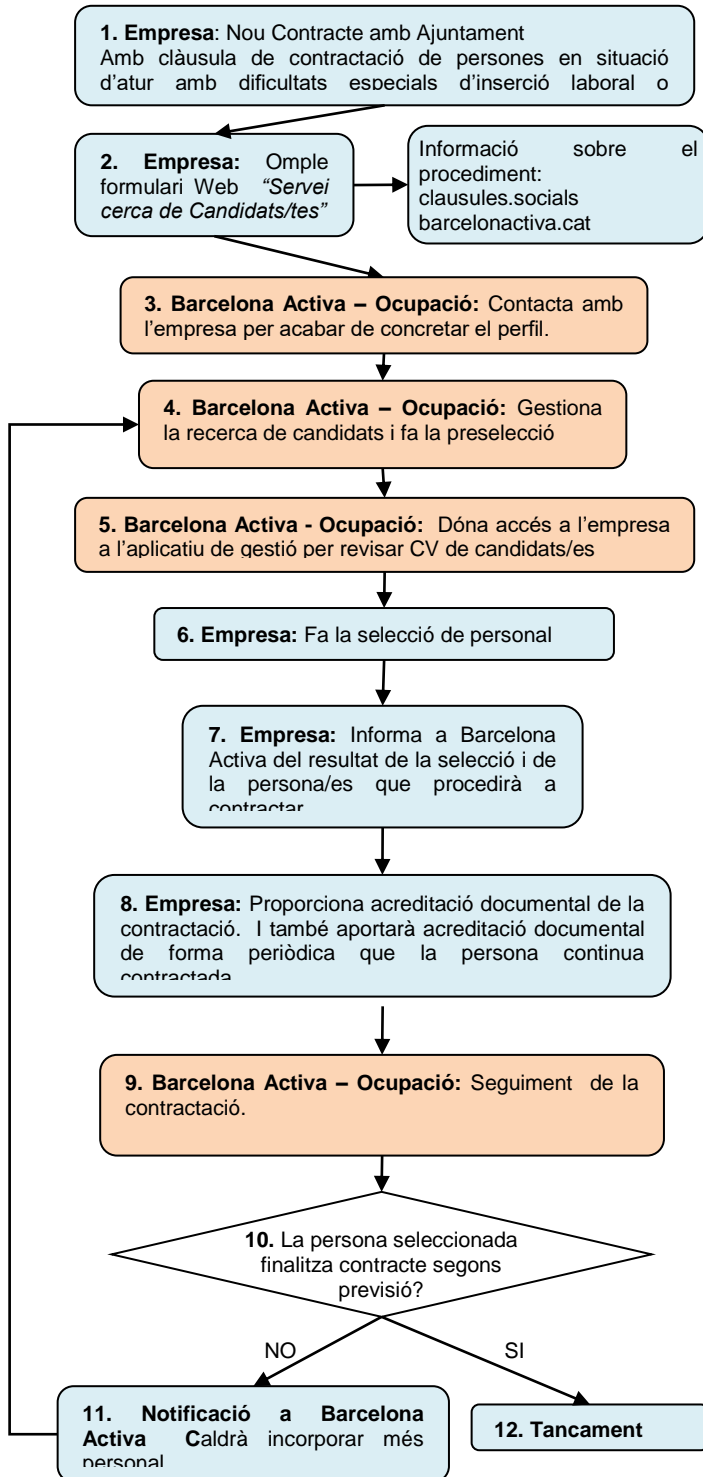 1. Empresa: Nou Contracte amb Ajuntament
Amb clàusula de contractació de persones en situació
d'atur amb dificultats especials d'inserció laboral o
2. Empresa: Omple
formulari Web "Servei
cerca de Candidats/tes"
Informació sobre el
procediment:
clausules.socials
barcelonactiva.cat
3. Barcelona Activa – Ocupació: Contacta amb
l'empresa per acabar de concretar el perfil.
4. Barcelona Activa – Ocupació: Gestiona
la recerca de candidats i fa la preselecció
5. Barcelona Activa - Ocupació: Dóna accés a l'empresa
a l'aplicatiu de gestió per revisar CV de candidats/es
6. Empresa: Fa la selecció de personal
7. Empresa: Informa a Barcelona
Activa del resultat de la selecció i de
la persona/es que procedirà a
contractar
8. Empresa: Proporciona acreditació documental de la
contractació. I també aportarà acreditació documental
de forma periòdica que la persona continua
contractada
9. Barcelona Activa – Ocupació: Seguiment de la
contractació.
10. La persona seleccionada
finalitza contracte segons
previsió?
NO
SI
11. Notificació a Barcelona
Activa Caldrà incorporar més
personal
12. Tancament